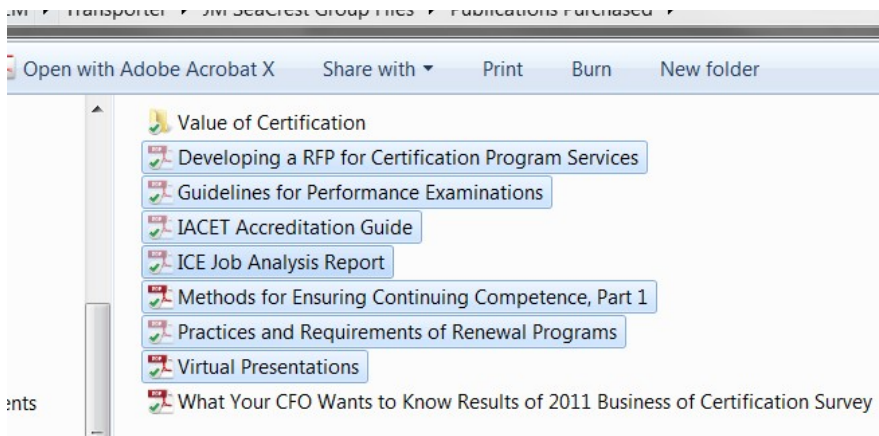 Transporter JM SeaCrest Group Files Publications Purchased
Open with Adobe Acrobat X Share with Print Burn New folder
Value of Certification
Developing a RFP for Certification Program Services
Guidelines for Performance Examinations
IACET Accreditation Guide
ICE Job Analysis Report
Methods for Ensuring Continuing Competence, Part 1
Practices and Requirements of Renewal Programs
Virtual Presentations
ents What Your CFO Wants to Know Results of 2011 Business of Certification Survey